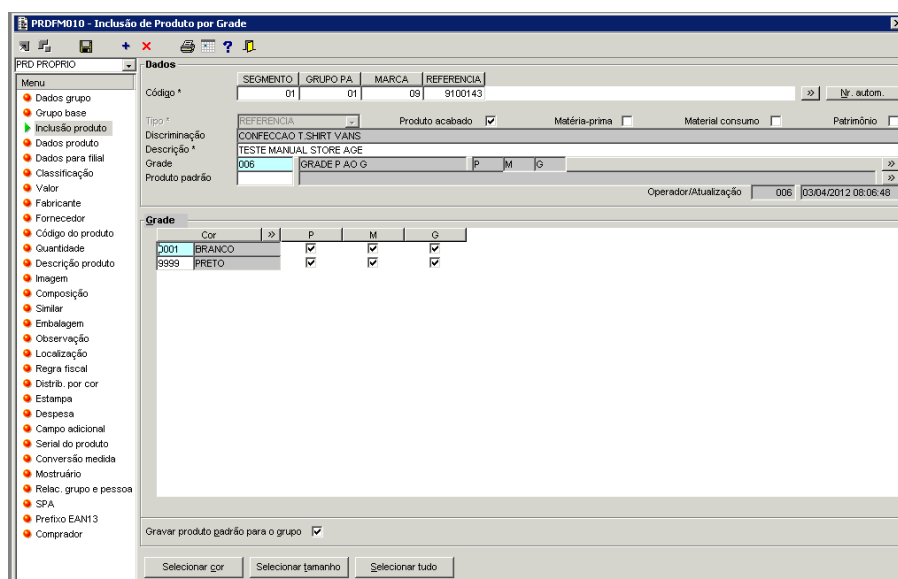 PRDFM010 - Inclusão de Produto por Grade
PRD PROPRIO
Menu
Dados grupo
Grupo base
Inclusão produto
Dados produto
Dados para filial
Classificação
Valor
Fabricante
Fornecedor
Código do produto
Quantidade
Descrição produto
Imagem
Composição
Similar
Embalagem
Observação
Localização
Regra fiscal
Distrib. por cor
Estampa
Despesa
Campo adicional
Serial do produto
Conversão medida
Mostruário
Relac. grupo e pessoa
SPA
Prefixo EAN13
Comprador
Dados
SEGMENTO GRUPO PA MARCA REFERENCIA
Código * 01 01 09 9100143 » Nr. autom.
Tipo * REFERENCIA Produto acabado Matéria-prima Material consumo Patrimônio
Discriminação CONFECCAO T.SHIRT VANS
Descrição * TESTE MANUAL STORE AGE
Grade 006 GRADE P AO G P M G »
Produto padrão »
Operador/Atualização 006 03/04/2012 08:06:48
Grade
Cor » P M G
0001 BRANCO
9999 PRETO
Gravar produto padrão para o grupo
Selecionar cor Selecionar tamanho Selecionar tudo